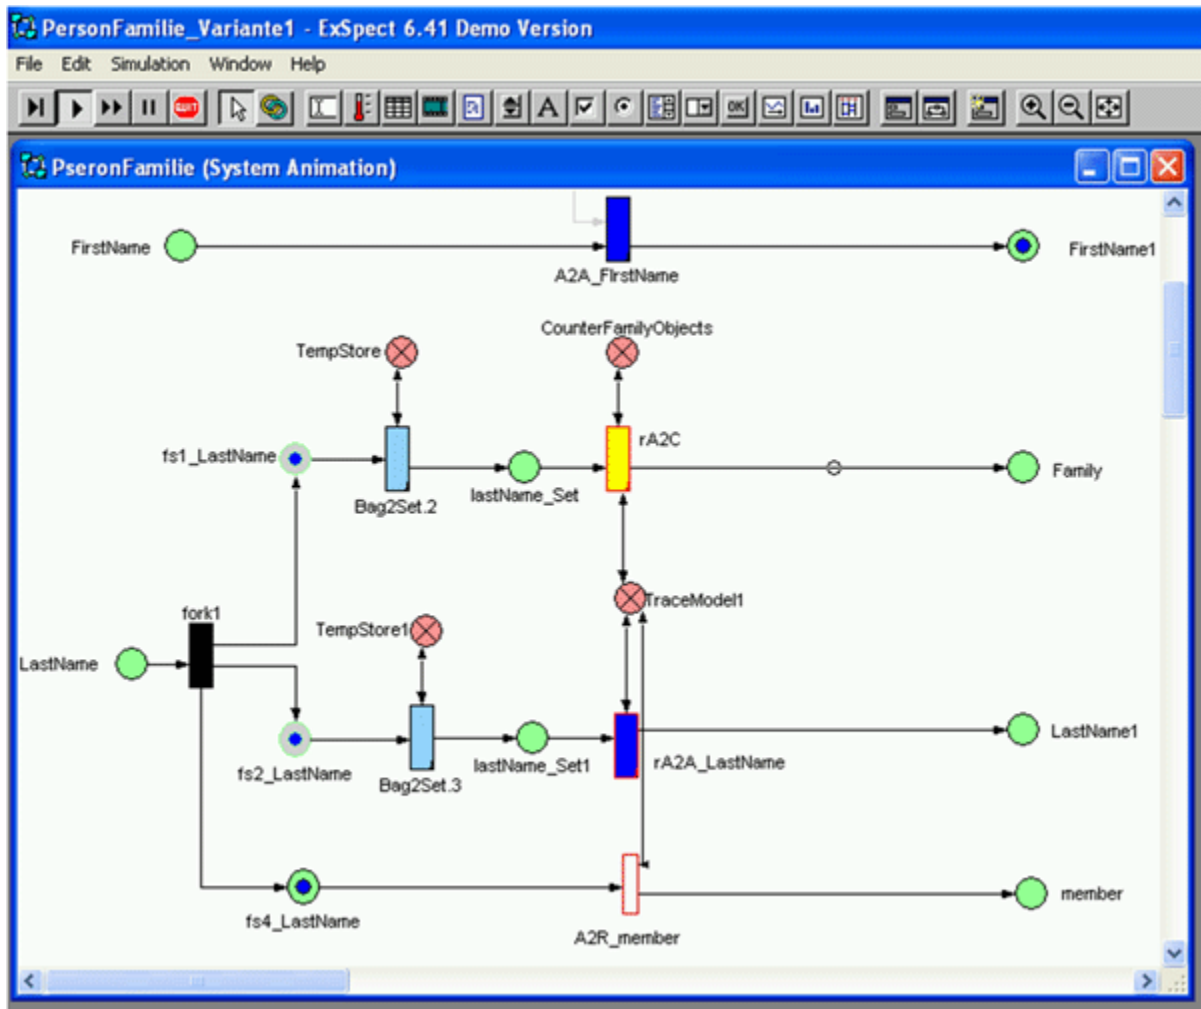 PersonFamilie_Variante1 - ExSpect 6.41 Demo Version
File Edit Simulation Window Help
QUIT
A
OK
PseronFamilie (System Animation)
FirstName
A2A_FIrstName
FirstName1
CounterFamilyObjects
TempStore
rA2C
fs1_LastName
lastName_Set
Family
Bag2Set.2
TraceModel1
fork1
TempStore1
LastName
LastName1
rA2A_LastName
lastName_Set1
fs2_LastName
Bag2Set.3
member
fs4_LastName
A2R_member